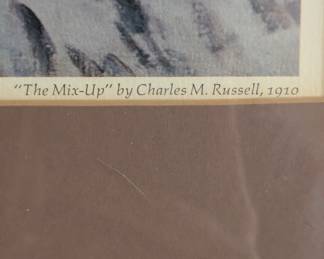 "The Mix-Up" by Charles M. Russell, 1910